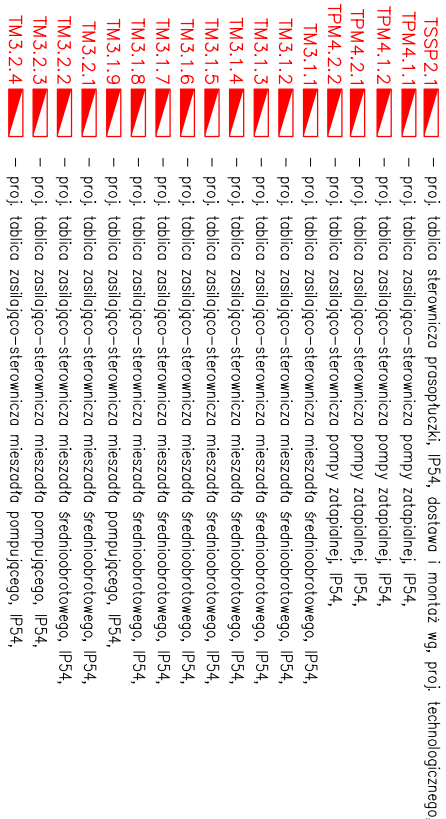 TSSP2.1 - proj. tablica sterownicza prasopłuczki, IP54, dostawa i montaż wg, proj. technologicznego.
TPM4.1.1 - proj. tablica zasilająco-sterownicza pompy zatapialnej, IP54,
TPM4.1.2 - proj. tablica zasilająco-sterownicza pompy zatapialnej, IP54,
TPM4.2.1 - proj. tablica zasilająco-sterownicza pompy zatapialnej, IP54,
TPM4.2.2 - proj. tablica zasilająco-sterownicza pompy zatapialnej, IP54,
TM3.1.1 - proj. tablica zasilająco-sterownicza mieszadła średnioobrotowego, IP54,
TM3.1.2 - proj. tablica zasilająco-sterownicza mieszadła średnioobrotowego, IP54,
TM3.1.3 - proj. tablica zasilająco-sterownicza mieszadła średnioobrotowego, IP54,
TM3.1.4 - proj. tablica zasilająco-sterownicza mieszadła średnioobrotowego, IP54,
TM3.1.5 - proj. tablica zasilająco-sterownicza mieszadła średnioobrotowego, IP54,
TM3.1.6 - proj. tablica zasilająco-sterownicza mieszadła średnioobrotowego, IP54,
TM3.1.7 - proj. tablica zasilająco-sterownicza mieszadła średnioobrotowego, IP54,
TM3.1.8 - proj. tablica zasilająco-sterownicza mieszadła średnioobrotowego, IP54,
TM3.1.9 - proj. tablica zasilająco-sterownicza mieszadła pompującego, IP54,
TM3.2.1 - proj. tablica zasilająco-sterownicza mieszadła średnioobrotowego, IP54,
TM3.2.2 - proj. tablica zasilająco-sterownicza mieszadła średnioobrotowego, IP54,
TM3.2.3 - proj. tablica zasilająco-sterownicza mieszadła pompującego, IP54,
TM3.2.4 - proj. tablica zasilająco-sterownicza mieszadła pompującego, IP54,